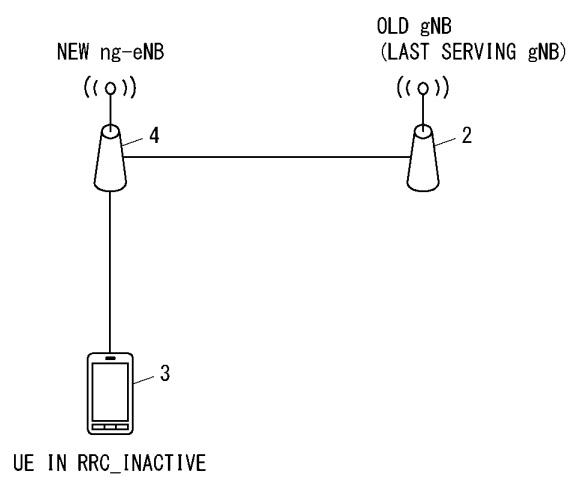 OLD gNB
NEW ng-eNB
(LAST SERVING gNB)
4
2
3
UE IN RRC_INACTIVE